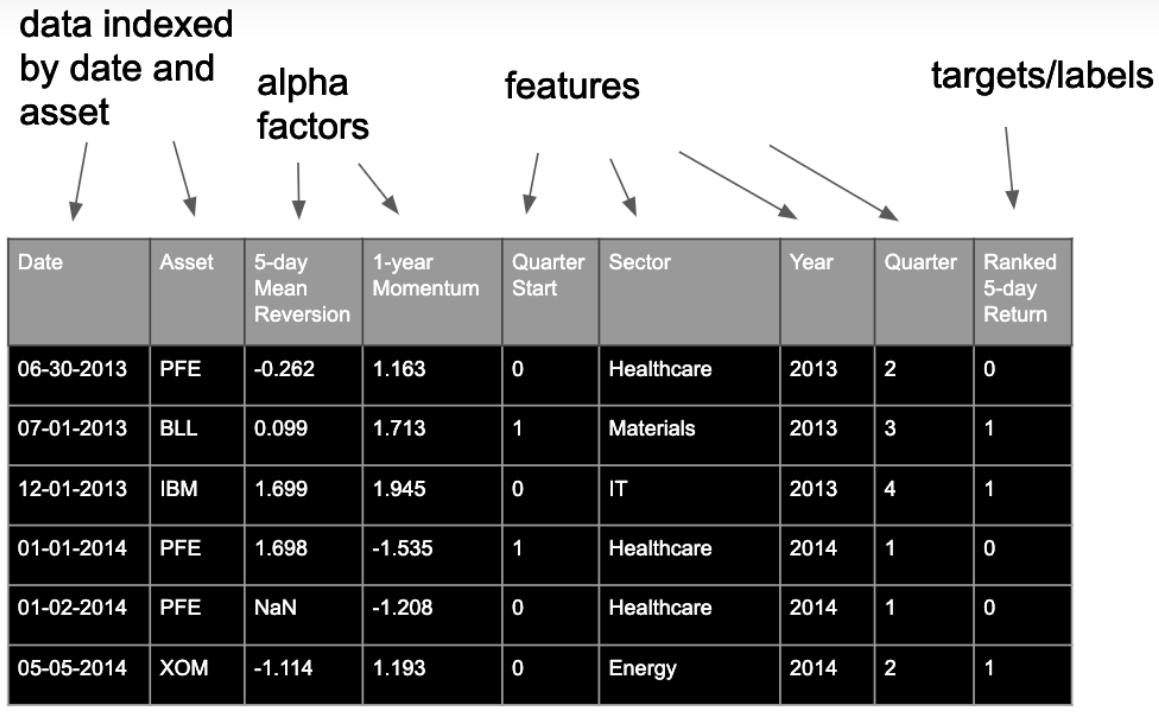 data indexed
by date and
asset
alpha
factors
features
targets/labels
Date Asset 5-day Mean Reversion 1-year Momentum Quarter Start Sector Year Quarter Ranked 5-day Return
06-30-2013 PFE -0.262 1.163 0 Healthcare 2013 2 0
07-01-2013 BLL 0.099 1.713 1 Materials 2013 3 1
12-01-2013 IBM 1.699 1.945 0 IT 2013 4 1
01-01-2014 PFE 1.698 -1.535 1 Healthcare 2014 1 0
01-02-2014 PFE NaN -1.208 0 Healthcare 2014 1 0
05-05-2014 XOM -1.114 1.193 0 Energy 2014 2 1